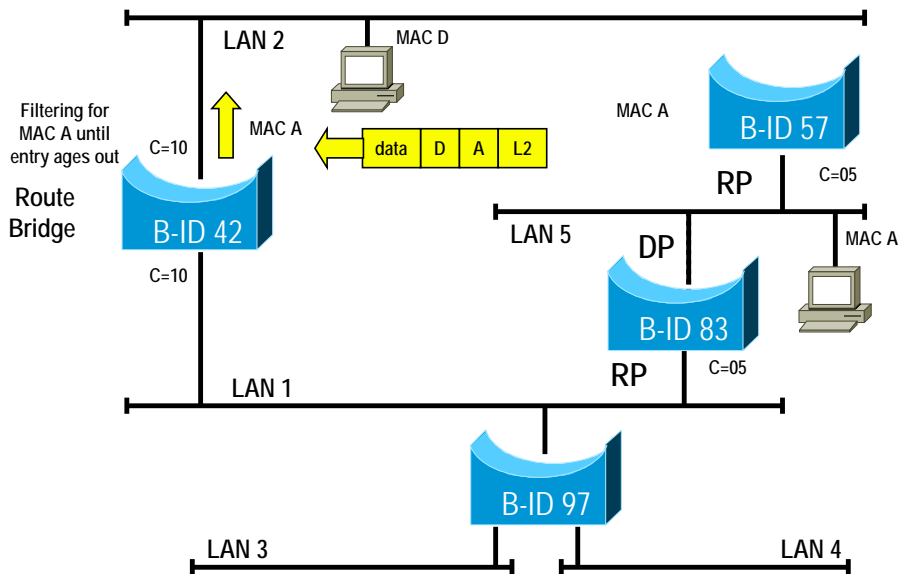 LAN 2
MAC D
Filtering for
MAC A until
entry ages out
C=10
MAC A
data D A L2
MAC A
B-ID 57
Route
Bridge
B-ID 42
RP
C=05
LAN 5
DP
MAC A
C=10
B-ID 83
RP
C=05
LAN 1
B-ID 97
LAN 3
LAN 4